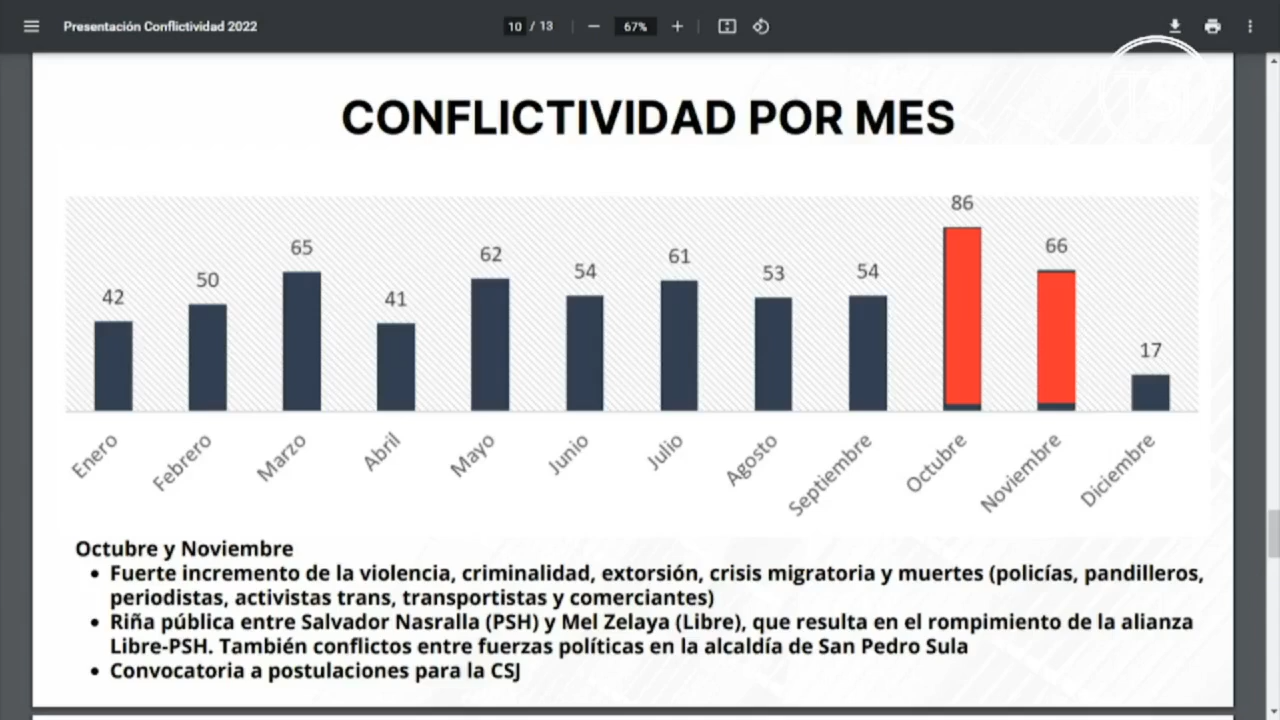 Presentación Conflictividad 2022
10 / 13
67%
CONFLICTIVIDAD POR MES
42
50
65
41
62
54
61
53
54
86
66
17
Enero
Febrero
Marzo
Abril
Mayo
Junio
Julio
Agosto
Septiembre
Octubre
Noviembre
Diciembre
Octubre y Noviembre
• Fuerte incremento de la violencia, criminalidad, extorsión, crisis migratoria y muertes (policías, pandilleros,
periodistas, activistas trans, transportistas y comerciantes)
• Riña pública entre Salvador Nasralla (PSH) y Mel Zelaya (Libre), que resulta en el rompimiento de la alianza
Libre-PSH. También conflictos entre fuerzas políticas en la alcaldía de San Pedro Sula
• Convocatoria a postulaciones para la CSJ